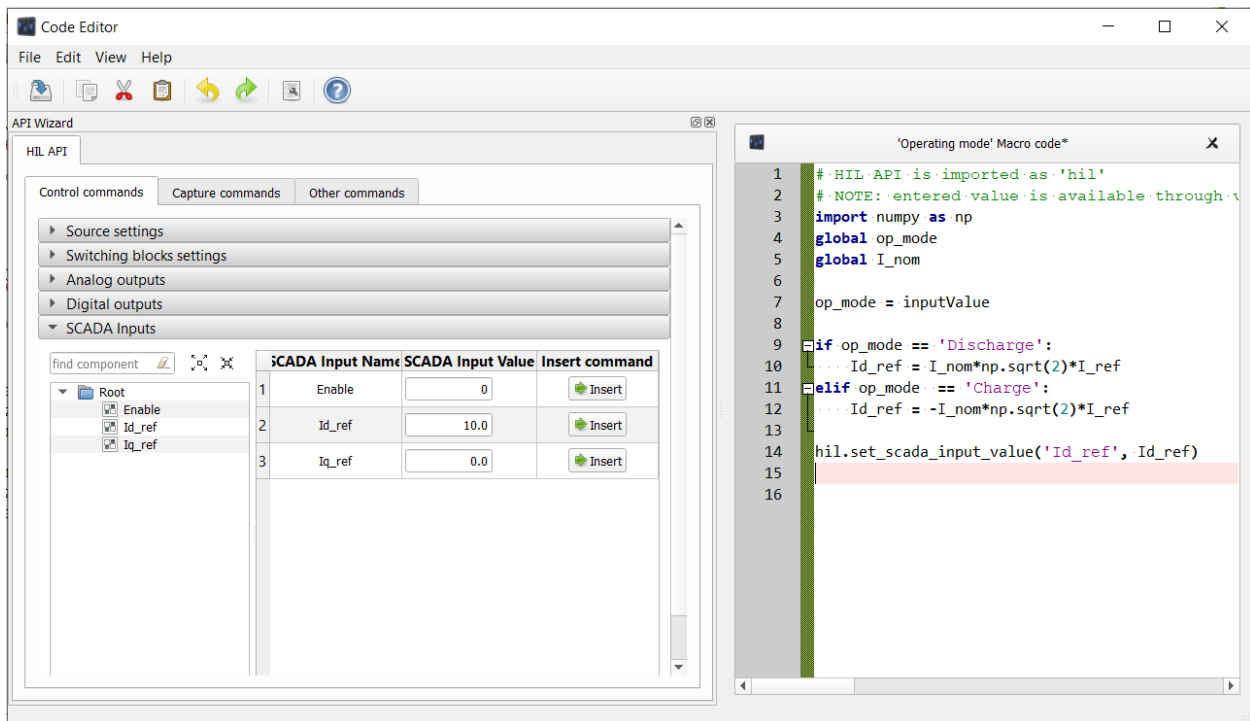 Code Editor
File Edit View Help
API Wizard
HIL API
Control commands Capture commands Other commands
Source settings
Switching blocks settings
Analog outputs
Digital outputs
SCADA Inputs
find component
Root
Enable
Id_ref
Iq_ref
SCADA Input Name SCADA Input Value Insert command
1 Enable 0 Insert
2 Id_ref 10.0 Insert
3 Iq_ref 0.0 Insert
'Operating mode' Macro code*
1 # HIL API is imported as 'hil'
2 # NOTE: entered value is available through
3 import numpy as np
4 global op_mode
5 global I_nom
6
7 op_mode = inputValue
8
9 if op_mode == 'Discharge':
10 Id_ref = I_nom*np.sqrt(2)*I_ref
11 elif op_mode == 'Charge':
12 Id_ref = -I_nom*np.sqrt(2)*I_ref
13
14 hil.set_scada_input_value('Id_ref', Id_ref)
15
16